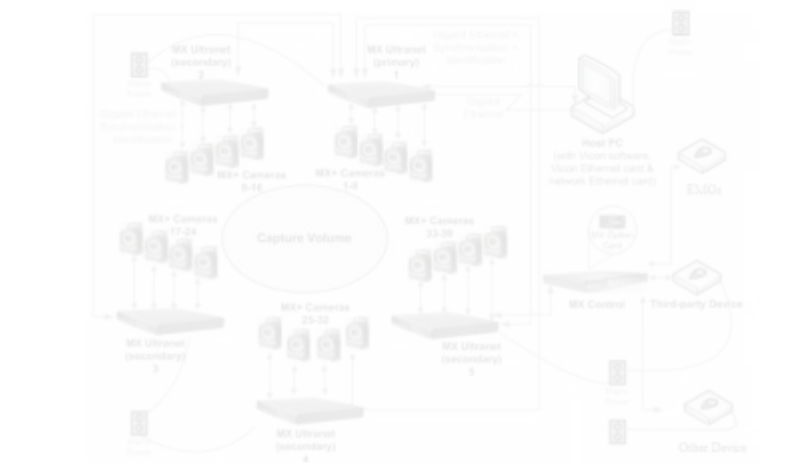 MX Ultranet
(secondary)
2
MX Ultranet
(primary)
1
Gigabit Ethernet +
Synchronization +
Identification
Gigabit
Ethernet
Gigabit Ethernet +
Synchronization +
Identification
Host PC
(with Vicon software,
Vicon Ethernet card &
network Ethernet card)
MX+ Cameras
9-16
MX+ Cameras
1-8
EMGs
MX+ Cameras
17-24
MX+ Cameras
33-39
Capture Volume
MX Control
Third-party Device
MX+ Cameras
25-32
MX Ultranet
(secondary)
3
MX Ultranet
(secondary)
5
MX Ultranet
(secondary)
4
Other Device